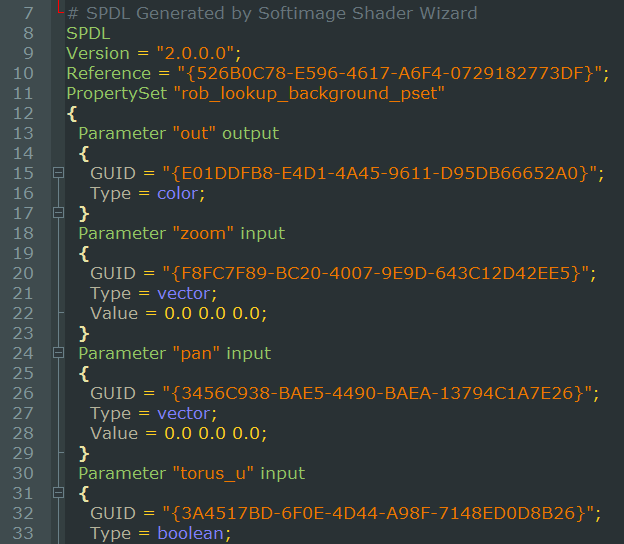 7 # SPDL Generated by Softimage Shader Wizard
8 SPDL
9 Version = "2.0.0.0";
10 Reference = "{526B0C78-E596-4617-A6F4-0729182773DF}";
11 PropertySet "rob_lookup_background_pset"
12 {
13 Parameter "out" output
14 {
15 GUID = "{E01DDFB8-E4D1-4A45-9611-D95DB66652A0}";
16 Type = color;
17 }
18 Parameter "zoom" input
19 {
20 GUID = "{F8FC7F89-BC20-4007-9E9D-643C12D42EE5}";
21 Type = vector;
22 Value = 0.0 0.0 0.0;
23 }
24 Parameter "pan" input
25 {
26 GUID = "{3456C938-BAE5-4490-BAEA-13794C1A7E26}";
27 Type = vector;
28 Value = 0.0 0.0 0.0;
29 }
30 Parameter "torus_u" input
31 {
32 GUID = "{3A4517BD-6F0E-4D44-A98F-7148ED0D8B26}";
33 Type = boolean;